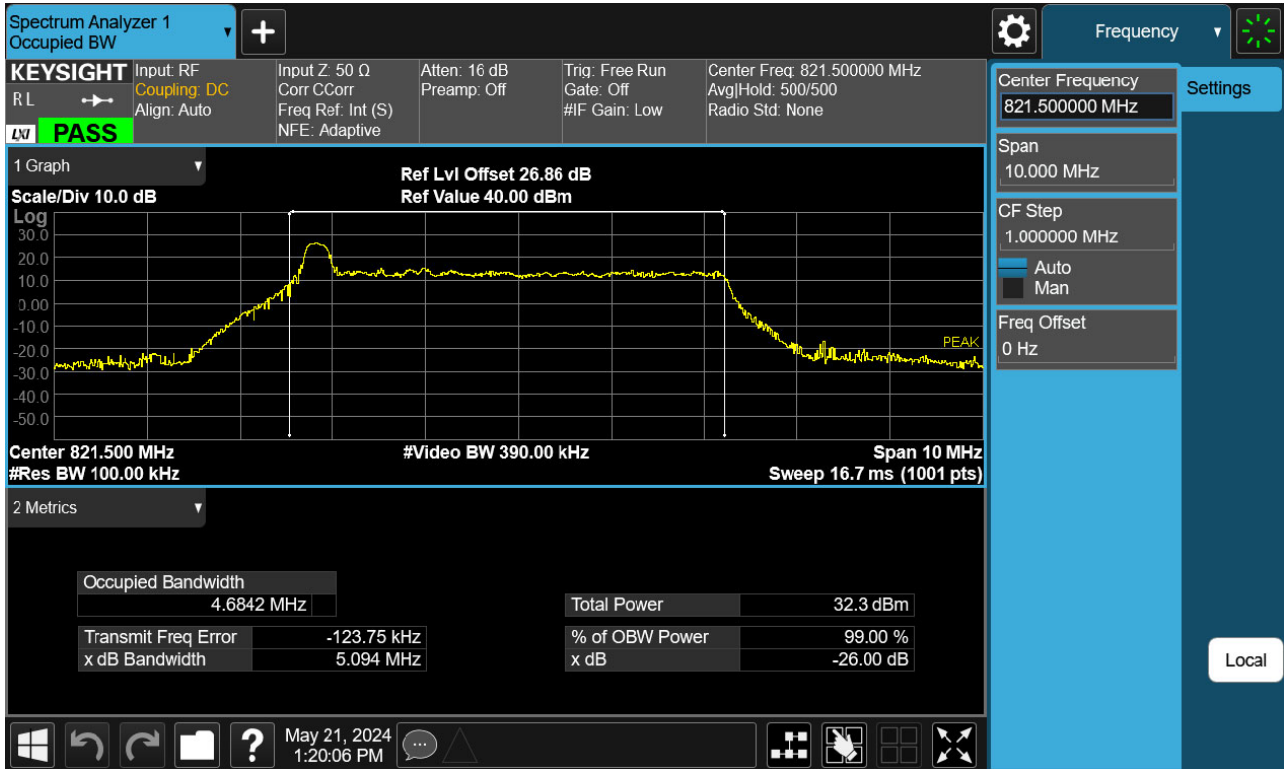 Spectrum Analyzer 1
Occupied BW
Frequency
KEYSIGHT
R L
LXI PASS
Input: RF
Coupling: DC
Align: Auto
Input Z: 50 Ω
Corr CCorr
Freq Ref: Int (S)
NFE: Adaptive
Atten: 16 dB
Preamp: Off
Trig: Free Run
Gate: Off
#IF Gain: Low
Center Freq: 821.500000 MHz
Avg|Hold: 500/500
Radio Std: None
1 Graph
Scale/Div 10.0 dB
Ref Lvl Offset 26.86 dB
Ref Value 40.00 dBm
Log
30.0
20.0
10.0
0.00
-10.0
-20.0
-30.0
-40.0
-50.0
PEAK
Center 821.500 MHz
#Video BW 390.00 kHz
Span 10 MHz
#Res BW 100.00 kHz
Sweep 16.7 ms (1001 pts)
2 Metrics
Occupied Bandwidth
4.6842 MHz
Transmit Freq Error -123.75 kHz
x dB Bandwidth 5.094 MHz
Total Power 32.3 dBm
% of OBW Power 99.00 %
x dB -26.00 dB
Center Frequency
821.500000 MHz
Span
10.000 MHz
CF Step
1.000000 MHz
Auto
Man
Freq Offset
0 Hz
Settings
Local
?
May 21, 2024
1:20:06 PM